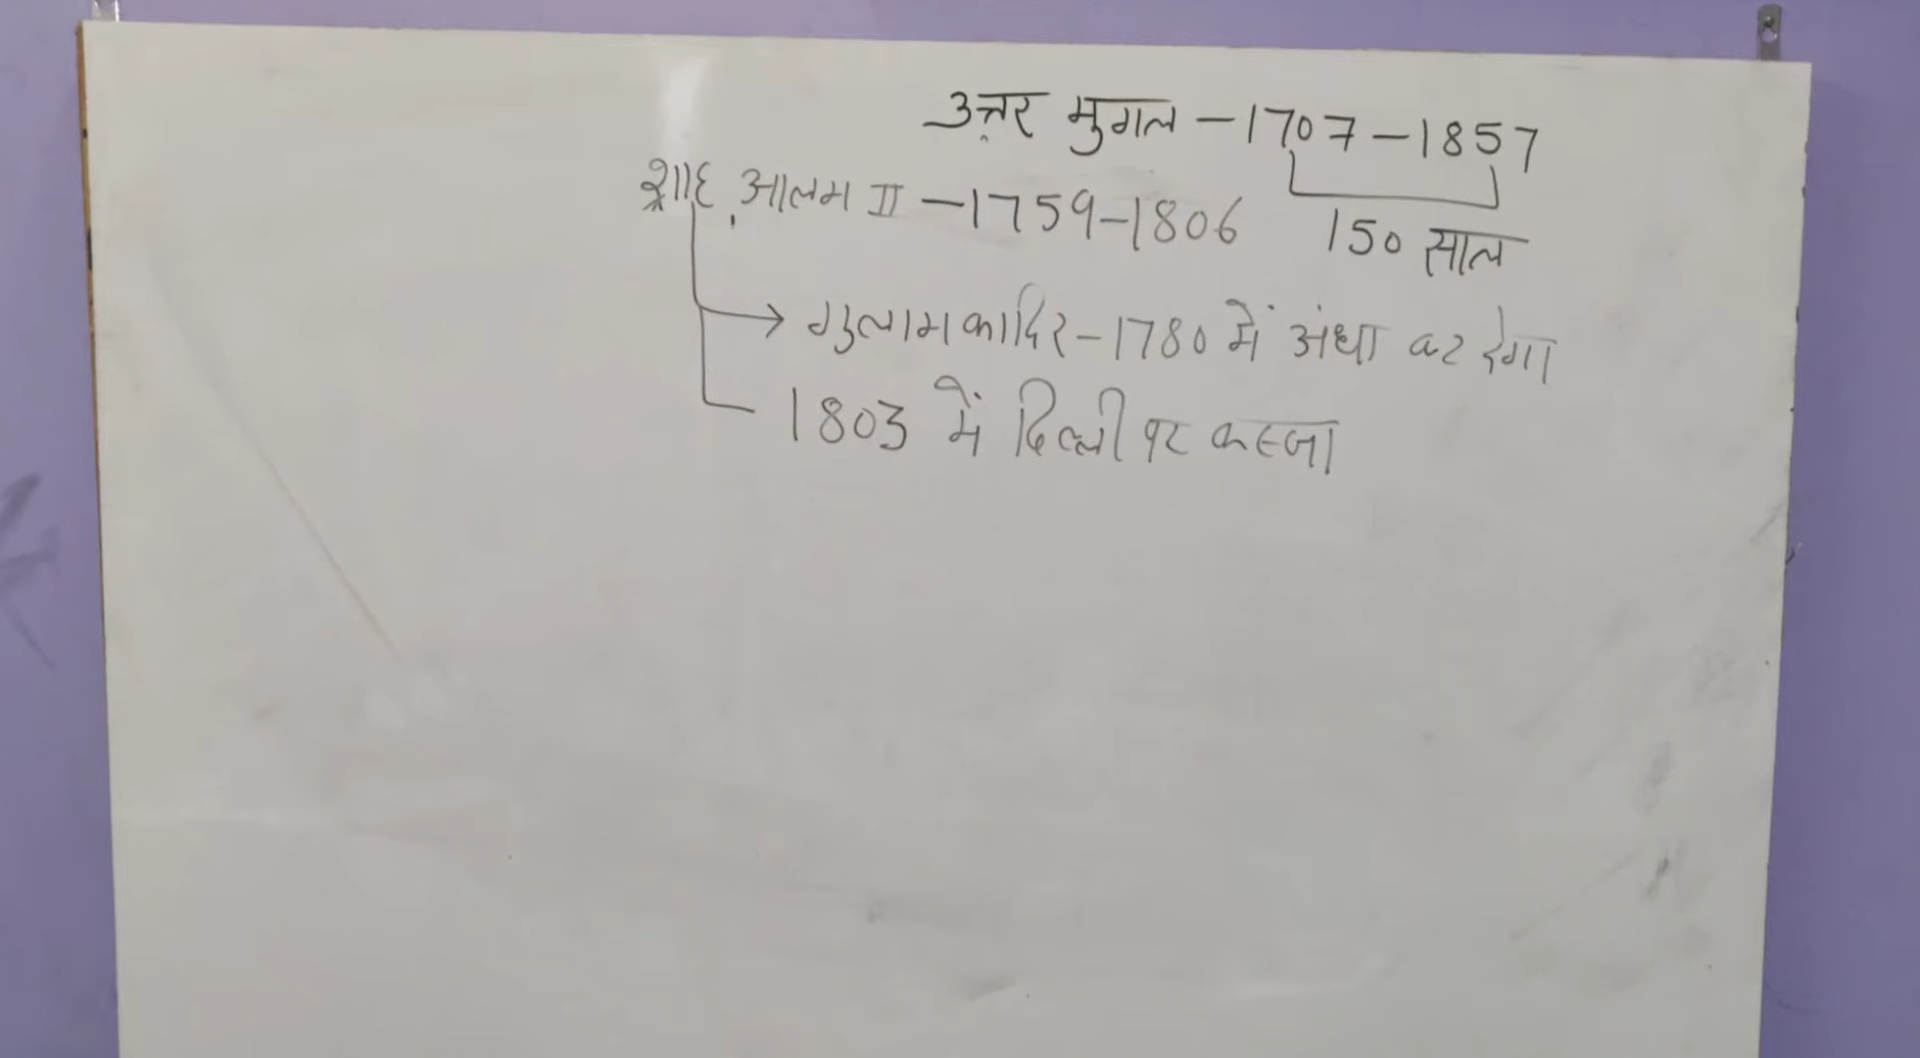 उत्तर मुगल – 1707 – 1857
शाह आलम II – 1759 – 1806
150 साल
→ गुलाम कादिर – 1780 में अंधा कर देगा
1803 में दिल्ली पर कब्जा